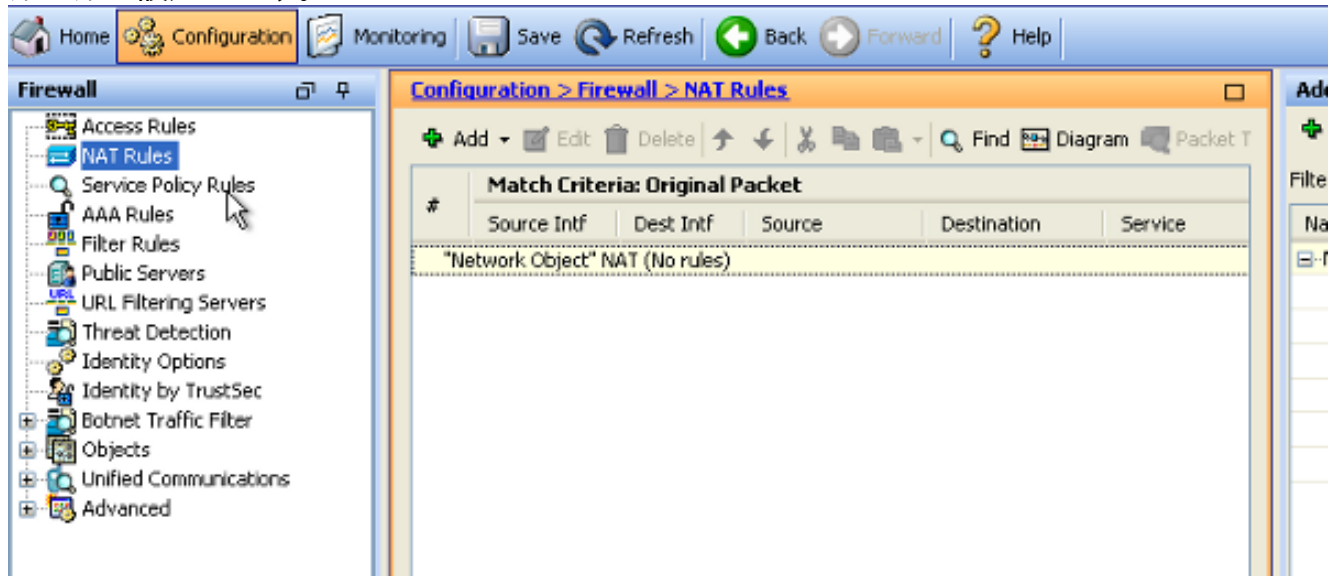 Home Configuration Monitoring Save Refresh Back Forward Help
Firewall
Access Rules
NAT Rules
Service Policy Rules
AAA Rules
Filter Rules
Public Servers
URL Filtering Servers
Threat Detection
Identity Options
Identity by TrustSec
Botnet Traffic Filter
Objects
Unified Communications
Advanced
Configuration > Firewall > NAT Rules
Add Edit Delete Find Diagram Packet T
# Match Criteria: Original Packet
Source Intf Dest Intf Source Destination Service
"Network Object" NAT (No rules)
Filte
Na